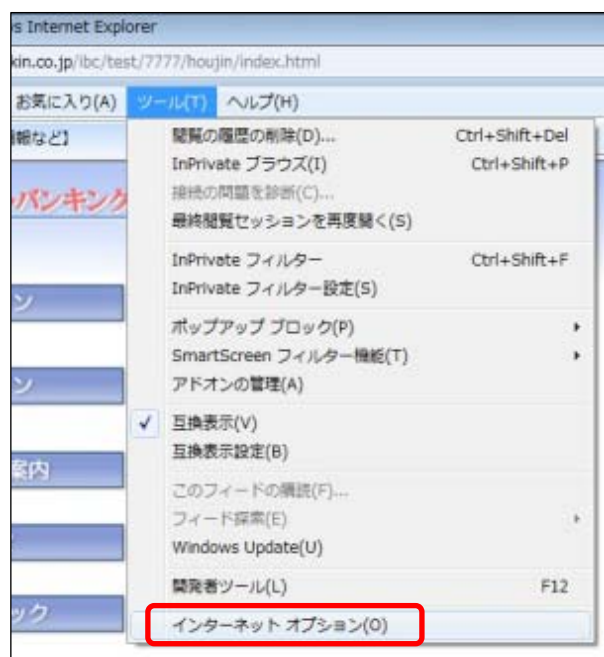 s Internet Explorer
kin.co.jp/ibc/test/7777/houjin/index.html
お気に入り(A) ツール(T) ヘルプ(H)
報など】
バンキング
閲覧の履歴の削除(D)... Ctrl+Shift+Del
InPrivate ブラウズ(I) Ctrl+Shift+P
接続の問題を診断(C)...
最終閲覧セッションを再度開く(S)
InPrivate フィルター Ctrl+Shift+F
InPrivate フィルター設定(S)
ン
ポップアップ ブロック(P)
SmartScreen フィルター機能(T)
アドオンの管理(A)
ン
互換表示(V)
互換表示設定(B)
案内
このフィードの購読(F)...
フィード探索(E)
Windows Update(U)
開発者ツール(L) F12
ック
インターネット オプション(O)